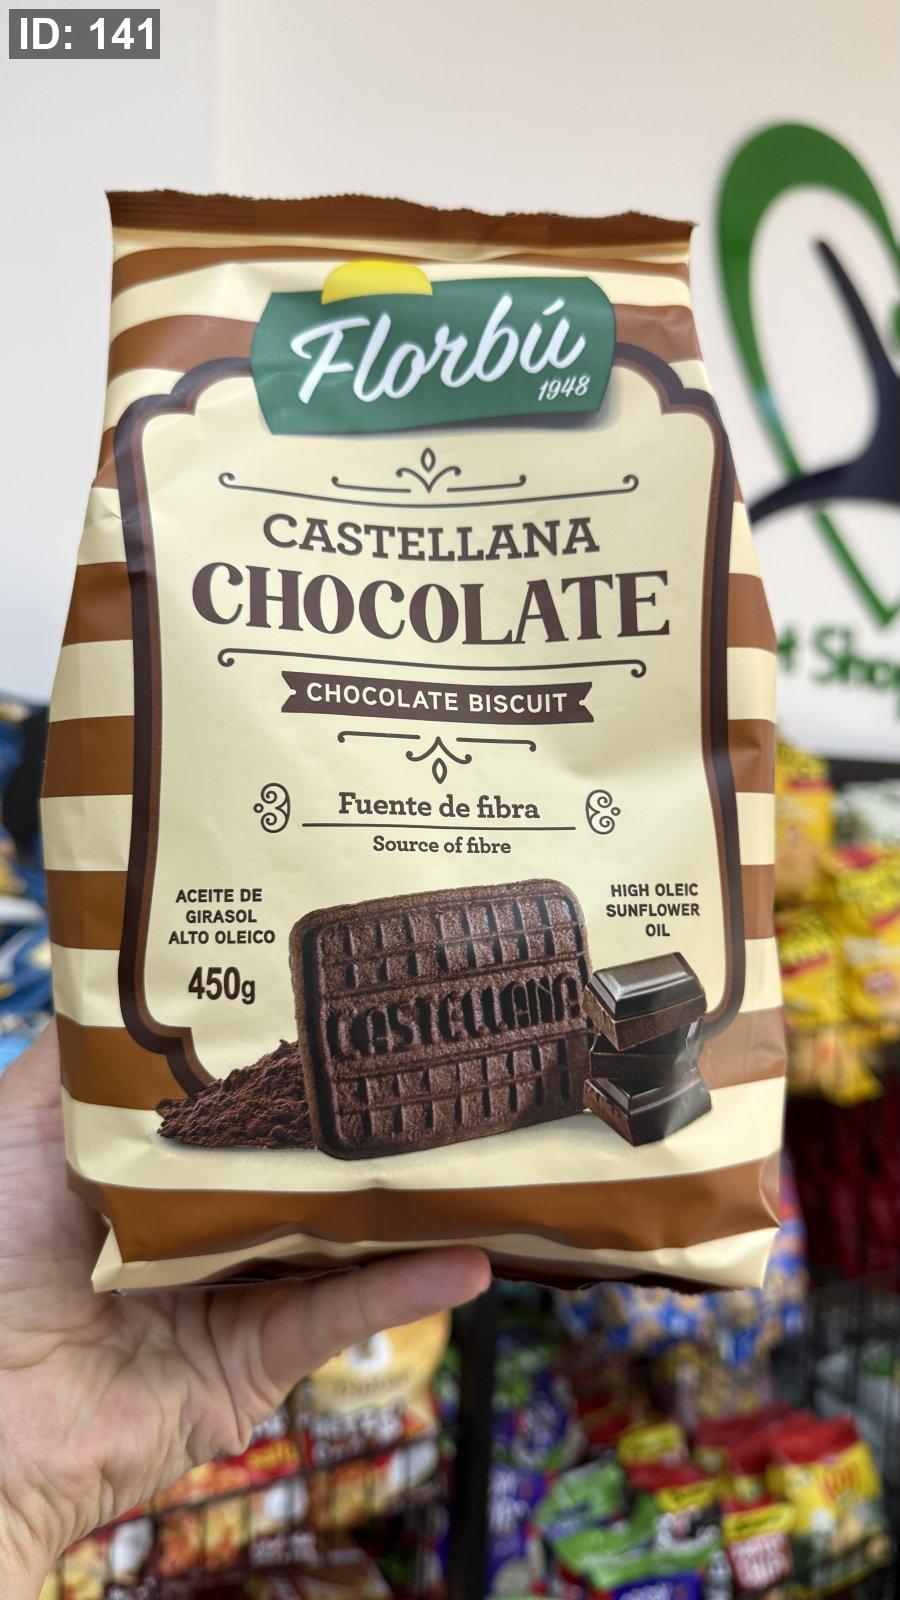 ID: 141
Florbú
1948
CASTELLANA
CHOCOLATE
CHOCOLATE BISCUIT
Fuente de fibra
Source of fibre
ACEITE DE
GIRASOL
ALTO OLEICO
450g
HIGH OLEIC
SUNFLOWER
OIL
CASTELLANA